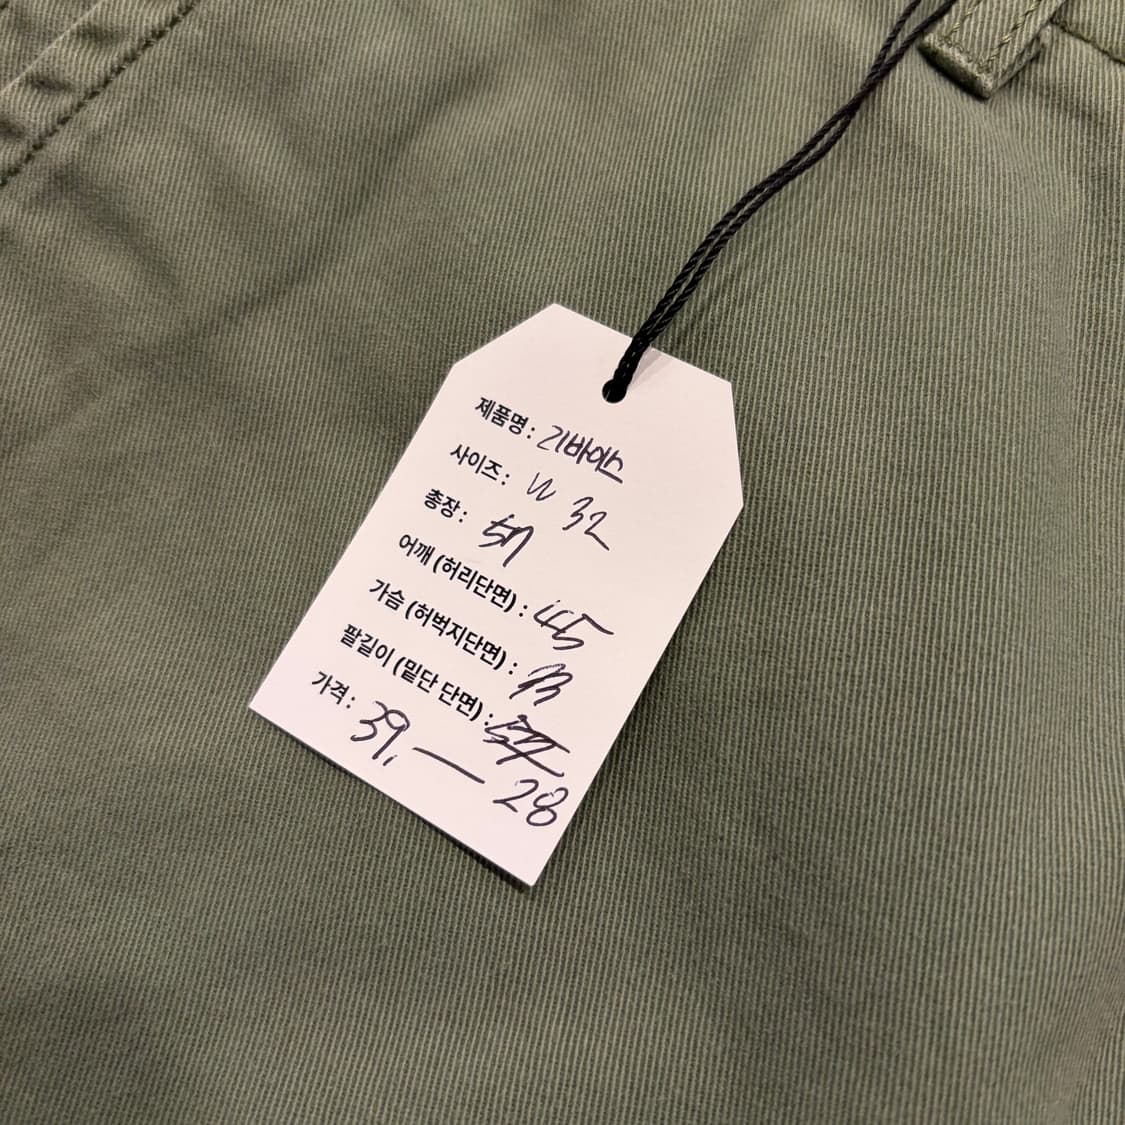 제품명: 리바이스
사이즈: W 32
총장: 57
어깨 (허리단면) : 445
가슴 (허벅지단면) :
팔길이 (밑단 단면) : 28
가격: 39,—